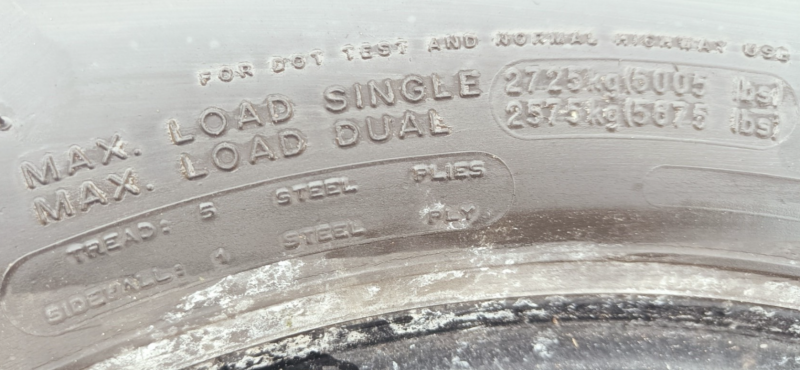 FOR DOT TEST AND NORMAL HIGHWAY USE
MAX. LOAD SINGLE 2725kg(6005 lbs)
MAX. LOAD DUAL 2575kg(5675 lbs)
TREAD: 5 STEEL PLIES
SIDEWALL: 1 STEEL PLY